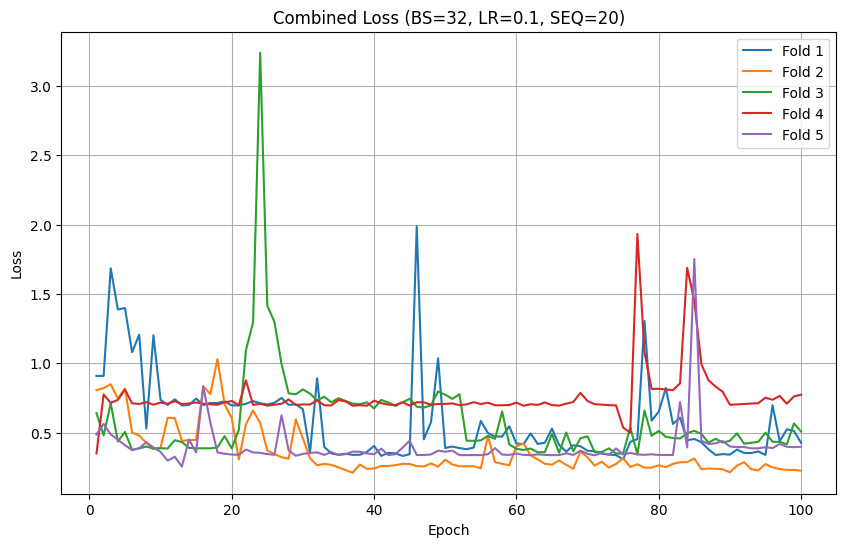 Combined Loss (BS=32, LR=0.1, SEQ=20)
Fold 1
Fold 2
Fold 3
Fold 4
Fold 5
3.0
2.5
2.0
1.5
1.0
0.5
Loss
0 20 40 60 80 100
Epoch